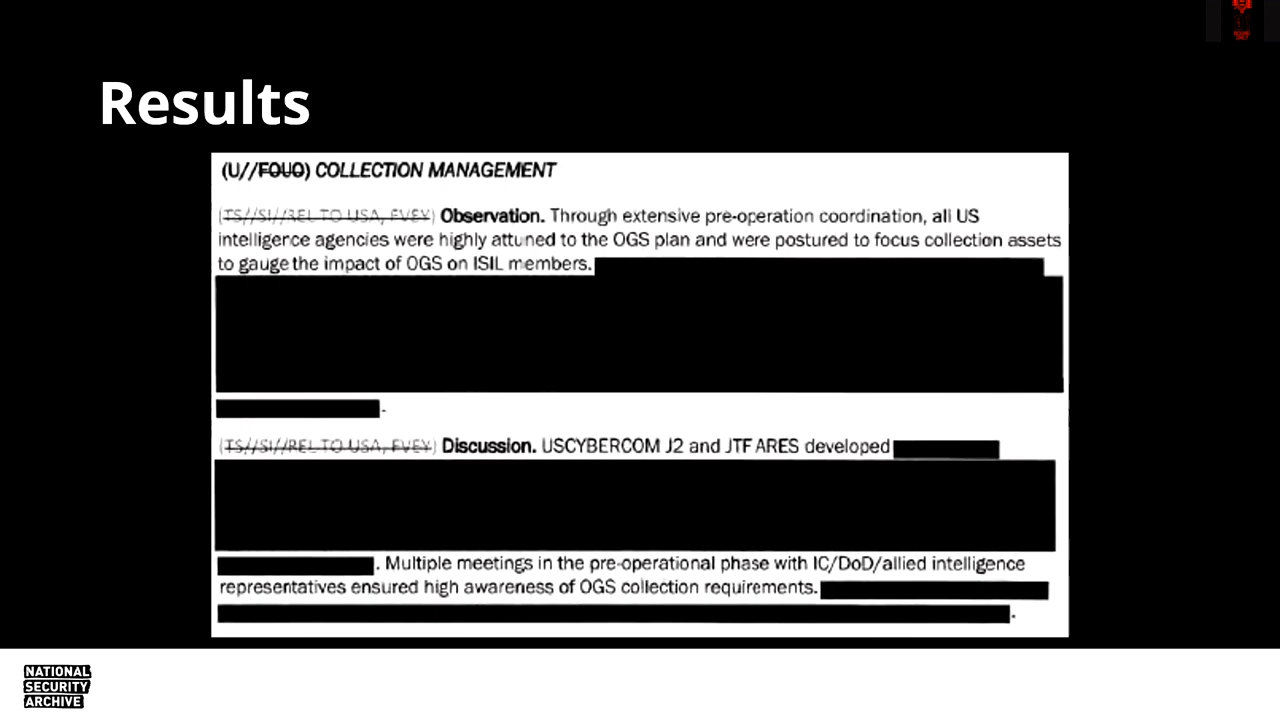 Results
(U//FOUO) COLLECTION MANAGEMENT
(TS//SI//REL TO USA, FVEY) Observation. Through extensive pre-operation coordination, all US
intelligence agencies were highly attuned to the OGS plan and were postured to focus collection assets
to gauge the impact of OGS on ISIL members.
.
(TS//SI//REL TO USA, FVEY) Discussion. USCYBERCOM J2 and JTF ARES developed
. Multiple meetings in the pre-operational phase with IC/DoD/allied intelligence
representatives ensured high awareness of OGS collection requirements.
.
NATIONAL
SECURITY
ARCHIVE